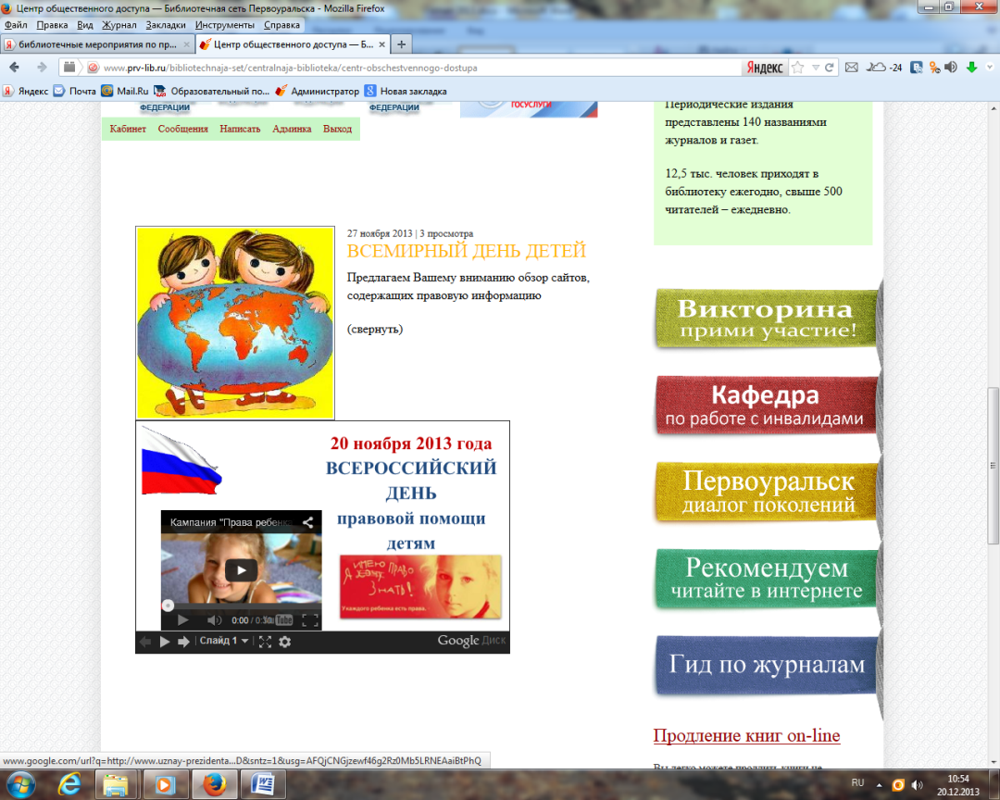 Центр общественного доступа — Библиотечная сеть Первоуральска - Mozilla Firefox
Файл Правка Вид Журнал Закладки Инструменты Справка
библиотечные мероприятия по пр...
Центр общественного доступа — Б...
www.prv-lib.ru/bibliotechnaja-set/centralnaja-biblioteka/centr-obschestvennogo-dostupa
Яндекс
-24
Яндекс Почта Mail.Ru Образовательный по... Администратор Новая закладка
ФЕДЕРАЦИИ
ФЕДЕРАЦИИ
ГОСУСЛУГИ
Кабинет Сообщения Написать Админка Выход
27 ноября 2013 | 3 просмотра
ВСЕМИРНЫЙ ДЕНЬ ДЕТЕЙ
Предлагаем Вашему вниманию обзор сайтов,
содержащих правовую информацию
(свернуть)
20 ноября 2013 года
ВСЕРОССИЙСКИЙ
ДЕНЬ
правовой помощи
детям
Кампания "Права ребенк
0:00
YouTube
ИМЕЮ ПРАВО
Я ХОЧУ
ЗНАТЬ!
У каждого ребенка есть права.
Слайд 1
Google Диск
Периодические издания
представлены 140 названиями
журналов и газет.
12,5 тыс. человек приходят в
библиотеку ежегодно, свыше 500
читателей – ежедневно.
Викторина
прими участие!
Кафедра
по работе с инвалидами
Первоуральск
диалог поколений
Рекомендуем
читайте в интернете
Гид по журналам
Продление книг on-line
Вы легко можете продлить книги не
www.google.com/url?q=http://www.uznay-prezidenta...D&sntz=1&usg=AFQjCNGjzewf46g2Rz0Mb5LRNEAaiBtPhQ
RU
10:54
20.12.2013